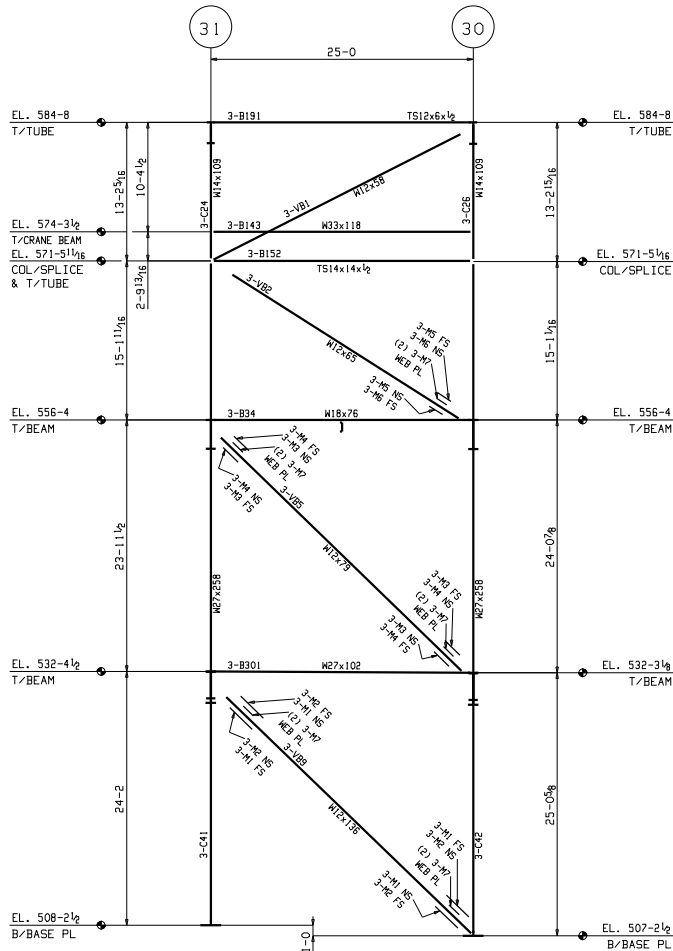 31
30
25-0
EL. 584-8
T/TUBE
3-B191
TS12x6x1/2
EL. 584-8
T/TUBE
13-2 5/16
10-4 1/2
W14x109
3-C24
W12x58
3-VB1
W14x109
3-C26
13-2 15/16
EL. 574-3 1/2
T/CRANE BEAM
3-B143
W33x118
EL. 571-5 11/16
COL/SPLICE
& T/TUBE
3-B152
TS14x14x1/2
EL. 571-5 1/16
COL/SPLICE
2-9 13/16
15-1 11/16
3-VB2
W12x65
3-M5 FS
3-M6 NS
(2) 3-M7
WEB PL
3-M5 NS
3-M6 FS
15-1 1/16
EL. 556-4
T/BEAM
3-B34
W18x76
EL. 556-4
T/BEAM
3-M4 FS
3-M3 NS
(2) 3-M7
WEB PL
3-M4 NS
3-M3 FS
3-VB5
W12x79
23-11 1/2
W27x258
3-M3 FS
3-M4 NS
(2) 3-M7
WEB PL
3-M3 NS
3-M4 FS
W27x258
24-0 7/8
EL. 532-4 1/2
T/BEAM
3-B301
W27x102
EL. 532-3 1/8
T/BEAM
3-M2 FS
3-M1 NS
(2) 3-M7
WEB PL
3-M2 NS
3-M1 FS
3-VB9
W12x136
24-2
3-C41
3-M1 FS
3-M2 NS
(2) 3-M7
WEB PL
3-M1 NS
3-M2 FS
3-C42
25-0 5/8
EL. 508-2 1/2
B/BASE PL
1-0
EL. 507-2 1/2
B/BASE PL